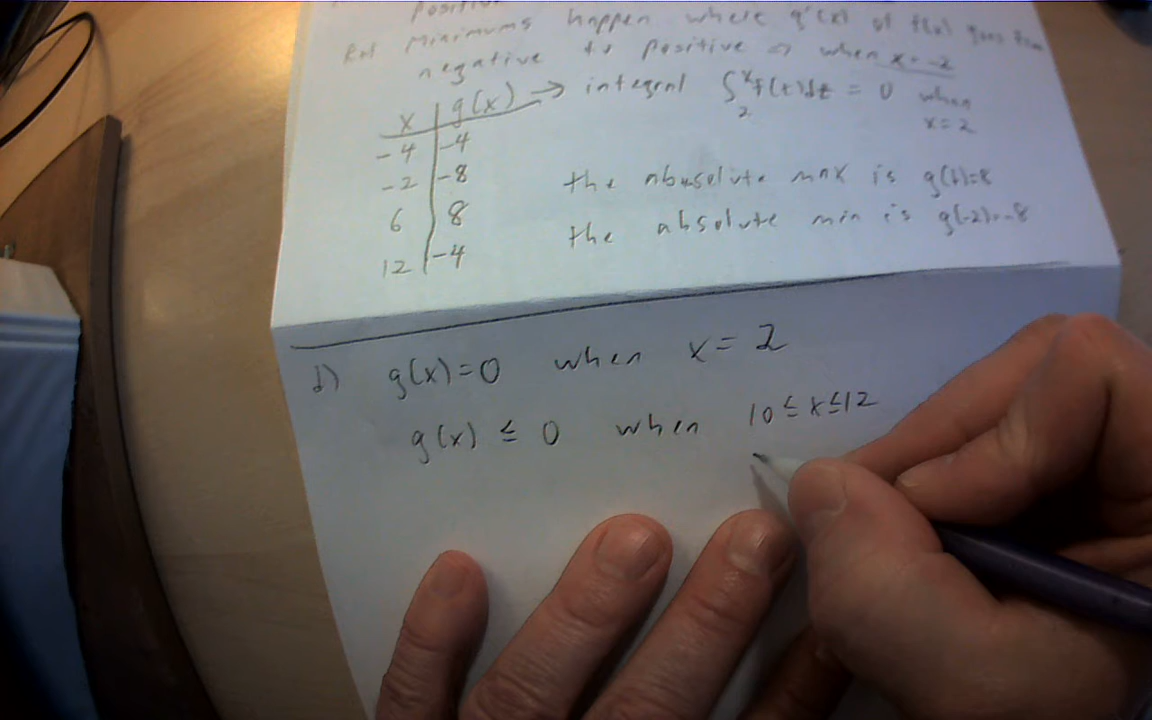 positive
Rel minimums happen where g'(x) of f(x) goes from
negative to positive ⇒ when x = -2
x | g(x) → integral ∫₂ˣ f(t)dt = 0 when
x=2
-4 | -4
-2 | -8 the abuselute max is g(6)=8
6 | 8 the absolute min is g(-2)=-8
12 | -4
d) g(x)=0 when x = 2
g(x) ≤ 0 when 10 ≤ x ≤ 12